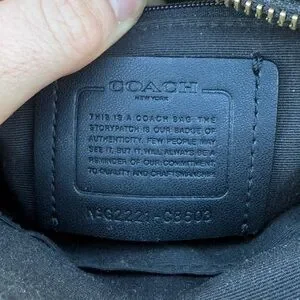 COACH
NEW YORK
THIS IS A COACH BAG. THE
STORYPATCH IS OUR BADGE OF
AUTHENTICITY. FEW PEOPLE MAY
SEE IT, BUT IT WILL ALWAYS BE A
REMINDER OF OUR COMMITMENT
TO QUALITY AND CRAFTSMANSHIP.